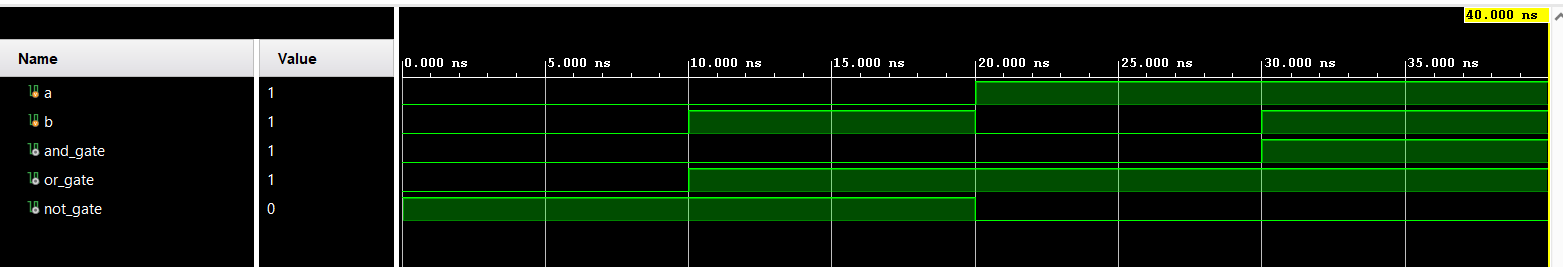 40.000 ns
Name Value
0.000 ns 5.000 ns 10.000 ns 15.000 ns 20.000 ns 25.000 ns 30.000 ns 35.000 ns
a 1
b 1
and_gate 1
or_gate 1
not_gate 0